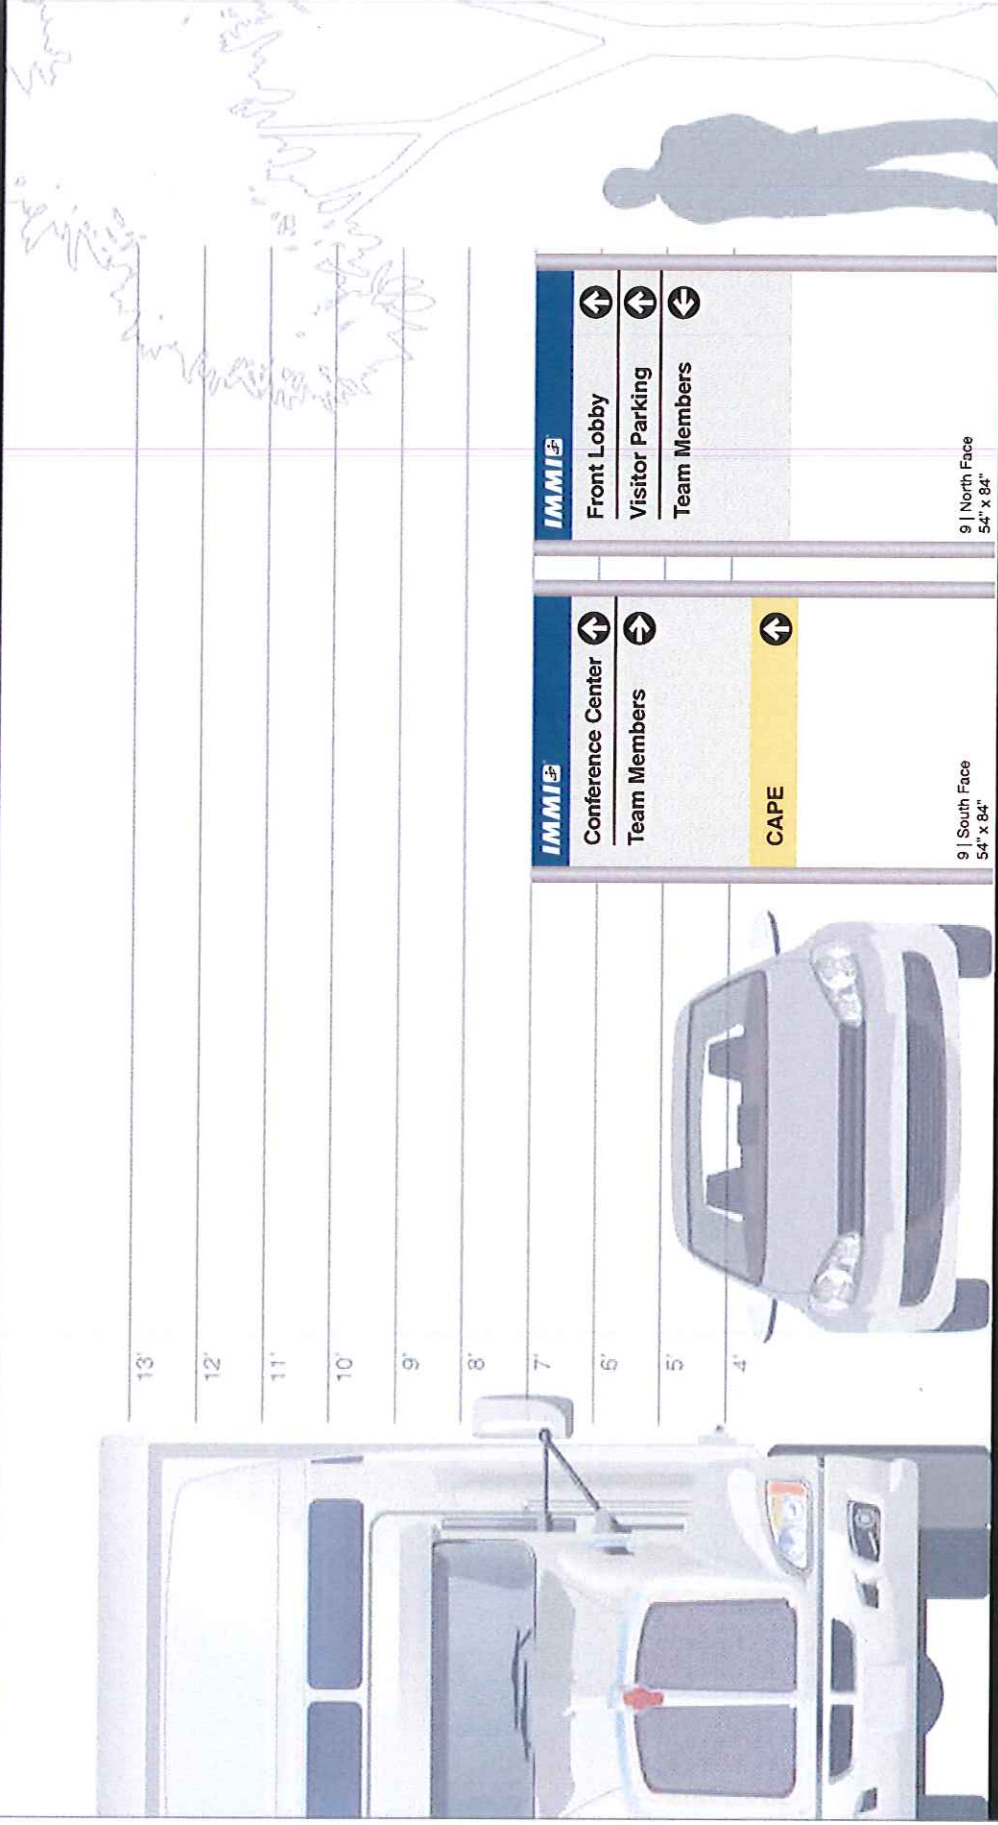 13'
12'
11'
10'
9'
8'
7'
6'
5'
4'
IMMI
Conference Center
Team Members
CAPE
9 | South Face
54" x 84"
IMMI
Front Lobby
Visitor Parking
Team Members
9 | North Face
54" x 84"